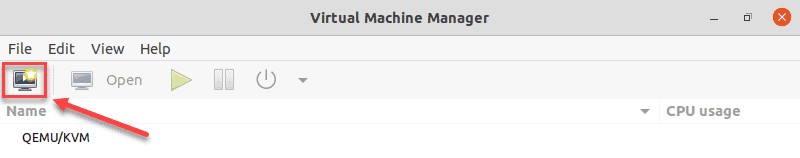 Virtual Machine Manager
File Edit View Help
Open
Name CPU usage
QEMU/KVM